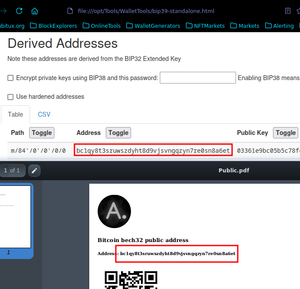 file:///opt/Tools/WalletTools/bip39-standalone.html
abitux.org BlockExplorers OnlineTools WalletGenerators NFTMarkets Markets Alerting
Derived Addresses
Note these addresses are derived from the BIP32 Extended Key
Encrypt private keys using BIP38 and this password: Enabling BIP38 means
Use hardened addresses
Table CSV
Path Toggle Address Toggle Public Key Toggle
m/84'/0'/0'/0/0 bc1qy8t3szuwszdyht8d9vjsvngqzyn7re0sn8a6et 03361e9bc05b5c78f
1 of 1 Public.pdf
A.
Bitcoin bech32 public address
Address: bc1qy8t3szuwszdyht8d9vjsvngqzyn7re0sn8a6et